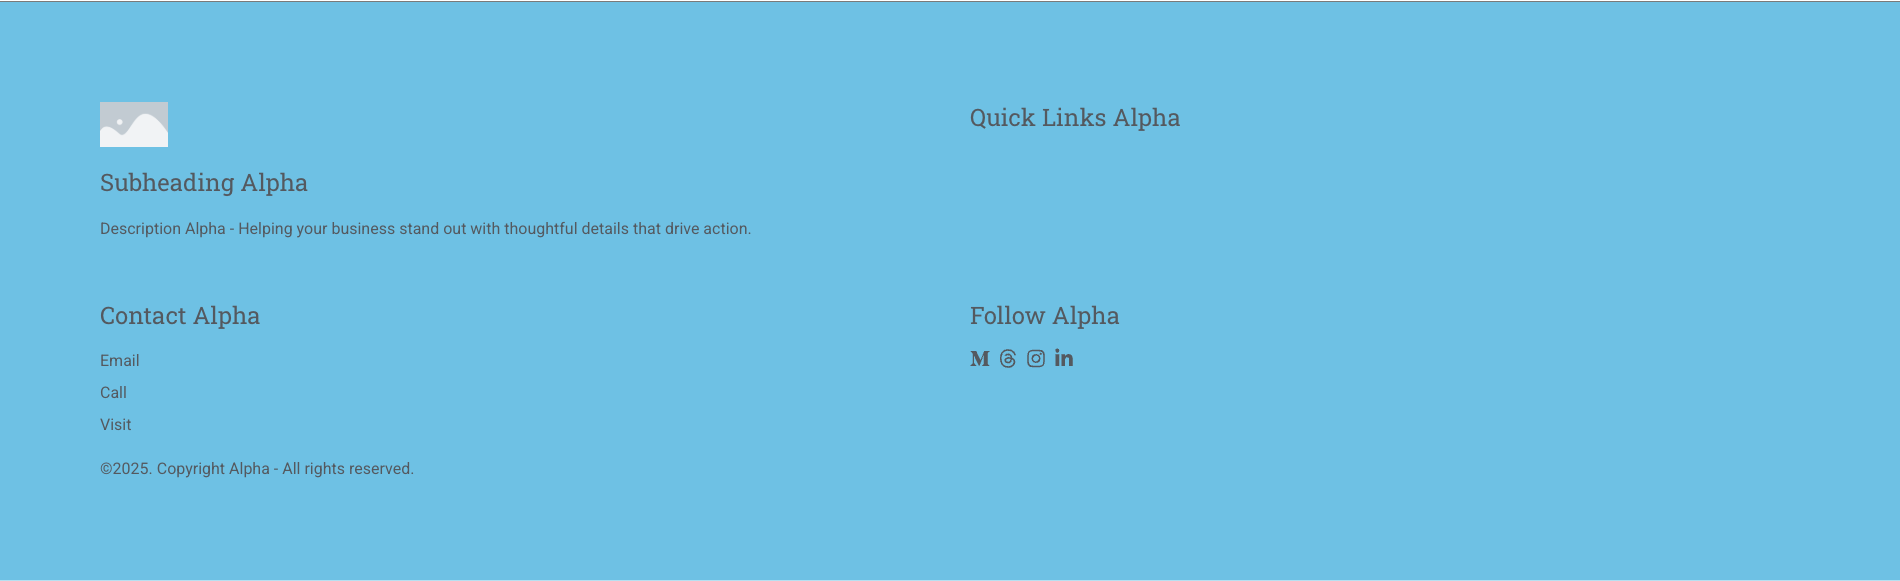 Subheading Alpha
Description Alpha - Helping your business stand out with thoughtful details that drive action.
Quick Links Alpha
Contact Alpha
Email
Call
Visit
©2025. Copyright Alpha - All rights reserved.
Follow Alpha